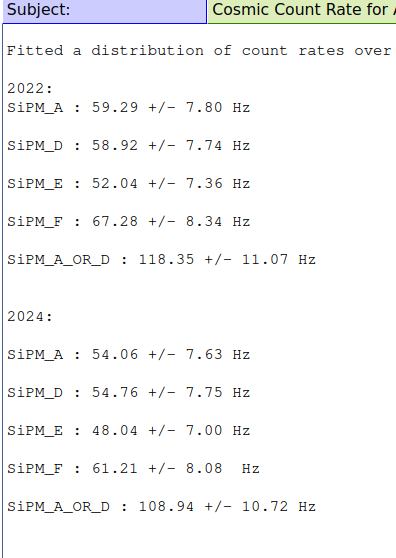 Subject: Cosmic Count Rate for
Fitted a distribution of count rates over
2022:
SiPM_A : 59.29 +/- 7.80 Hz
SiPM_D : 58.92 +/- 7.74 Hz
SiPM_E : 52.04 +/- 7.36 Hz
SiPM_F : 67.28 +/- 8.34 Hz
SiPM_A_OR_D : 118.35 +/- 11.07 Hz
2024:
SiPM_A : 54.06 +/- 7.63 Hz
SiPM_D : 54.76 +/- 7.75 Hz
SiPM_E : 48.04 +/- 7.00 Hz
SiPM_F : 61.21 +/- 8.08  Hz
SiPM_A_OR_D : 108.94 +/- 10.72 Hz